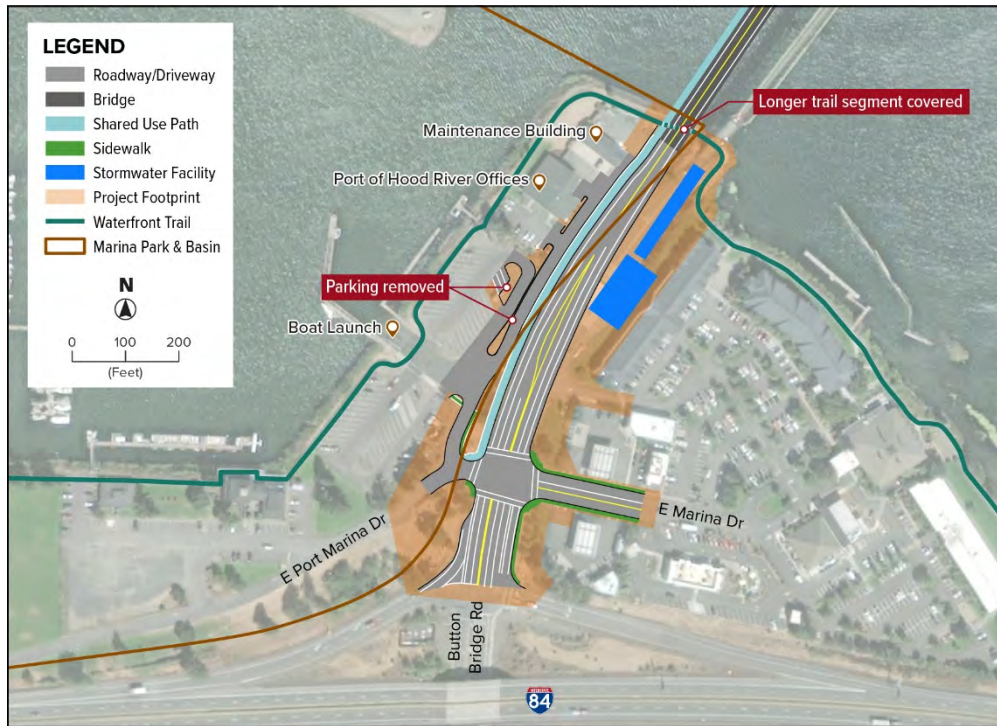 LEGEND
Roadway/Driveway
Bridge
Shared Use Path
Sidewalk
Stormwater Facility
Project Footprint
Waterfront Trail
Marina Park & Basin
N
0 100 200
(Feet)
Longer trail segment covered
Maintenance Building
Port of Hood River Offices
Parking removed
Boat Launch
E Marina Dr
E Port Marina Dr
Button
Bridge Rd
84